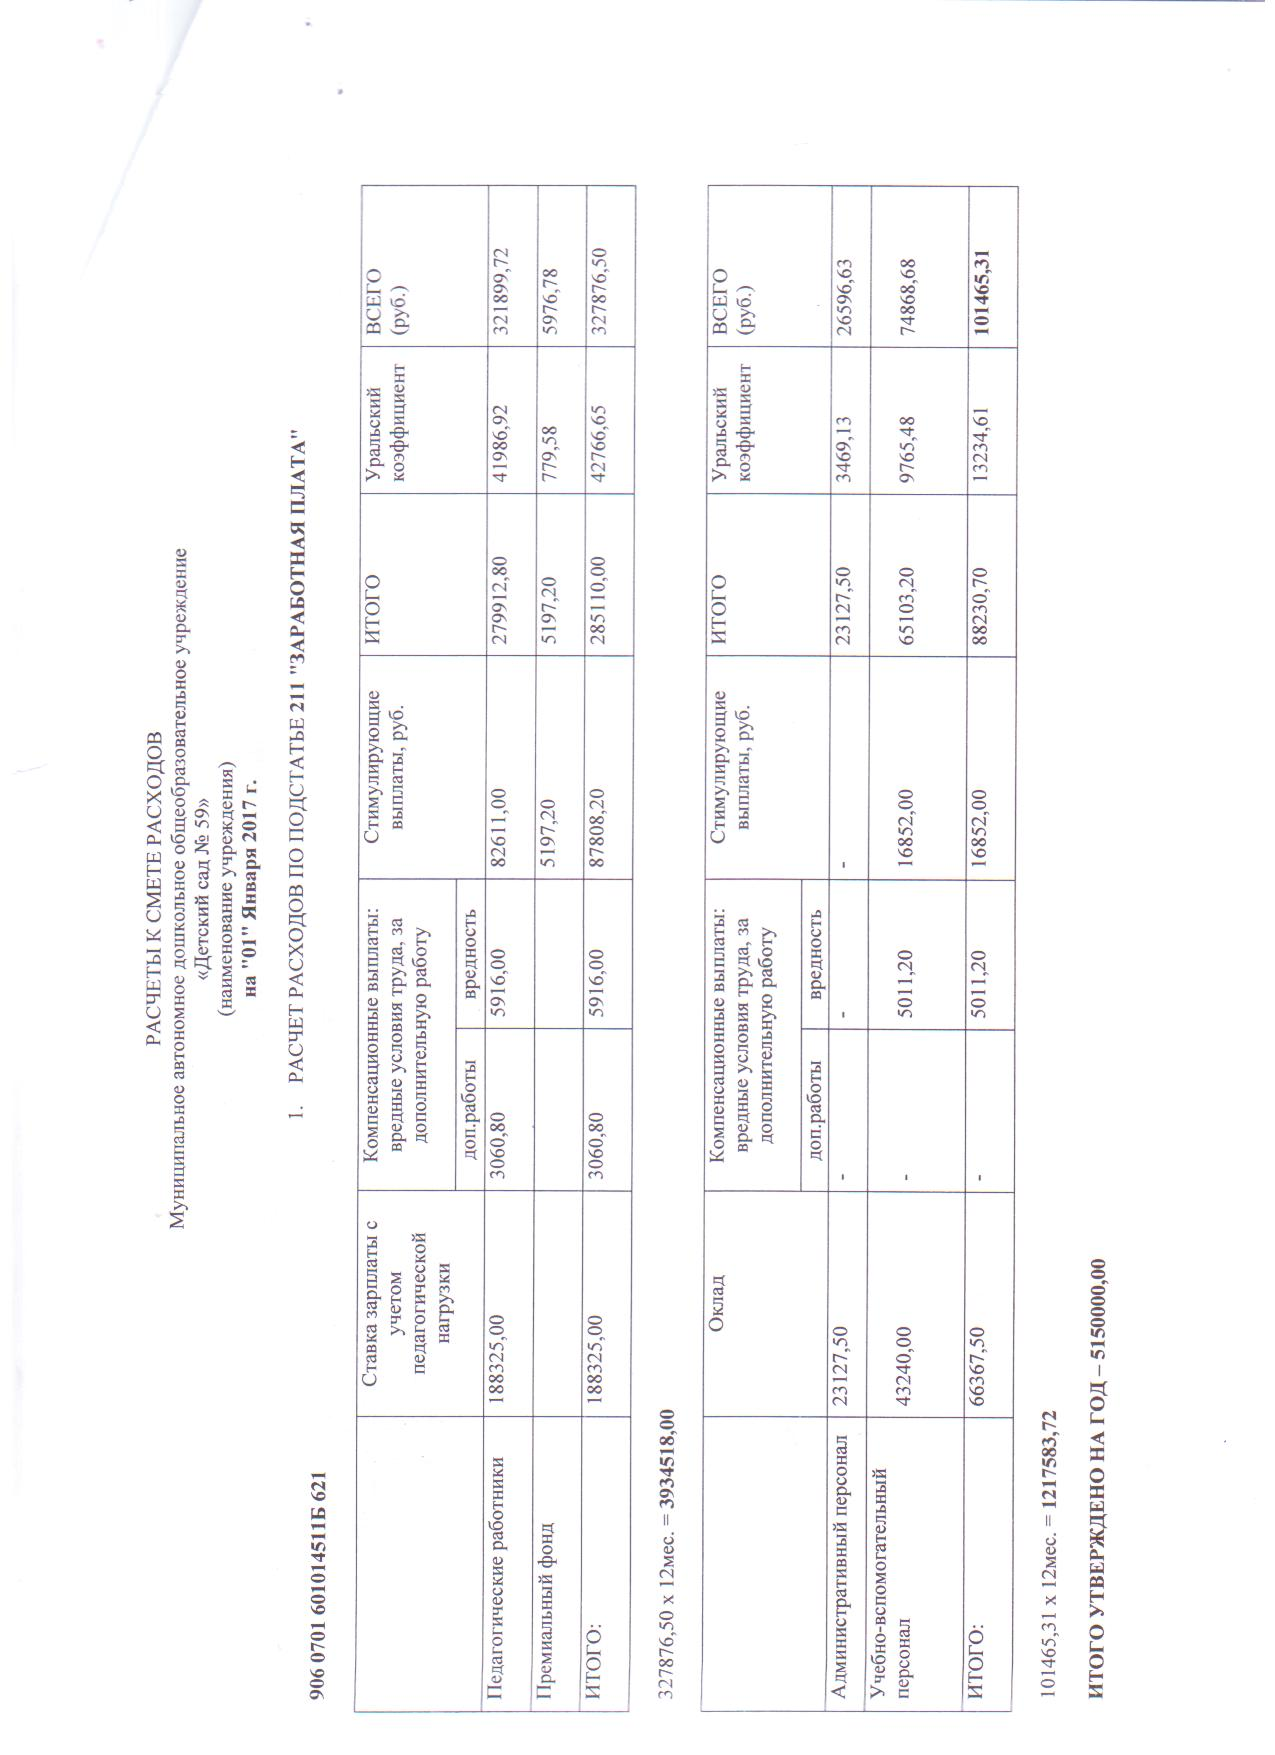 РАСЧЕТЫ К СМЕТЕ РАСХОДОВ
Муниципальное автономное дошкольное общеобразовательное учреждение
«Детский сад № 59»
(наименование учреждения)
на "01" Января 2017 г.
1. РАСЧЕТ РАСХОДОВ ПО ПОДСТАТЬЕ 211 "ЗАРАБОТНАЯ ПЛАТА"
906 0701 601014511Б 621
Ставка зарплаты с учетом педагогической нагрузки Компенсационные выплаты: вредные условия труда, за дополнительную работу Стимулирующие выплаты, руб. ИТОГО Уральский коэффициент ВСЕГО (руб.)
доп.работы вредность
Педагогические работники 188325,00 3060,80 5916,00 82611,00 279912,80 41986,92 321899,72
Премиальный фонд 5197,20 5197,20 779,58 5976,78
ИТОГО: 188325,00 3060,80 5916,00 87808,20 285110,00 42766,65 327876,50
327876,50 х 12мес. = 3934518,00
Оклад Компенсационные выплаты: вредные условия труда, за дополнительную работу Стимулирующие выплаты, руб. ИТОГО Уральский коэффициент ВСЕГО (руб.)
доп.работы вредность
Административный персонал 23127,50 - - - 23127,50 3469,13 26596,63
Учебно-вспомогательный персонал 43240,00 - 5011,20 16852,00 65103,20 9765,48 74868,68
ИТОГО: 66367,50 - 5011,20 16852,00 88230,70 13234,61 101465,31
101465,31 х 12мес. = 1217583,72
ИТОГО УТВЕРЖДЕНО НА ГОД – 5150000,00